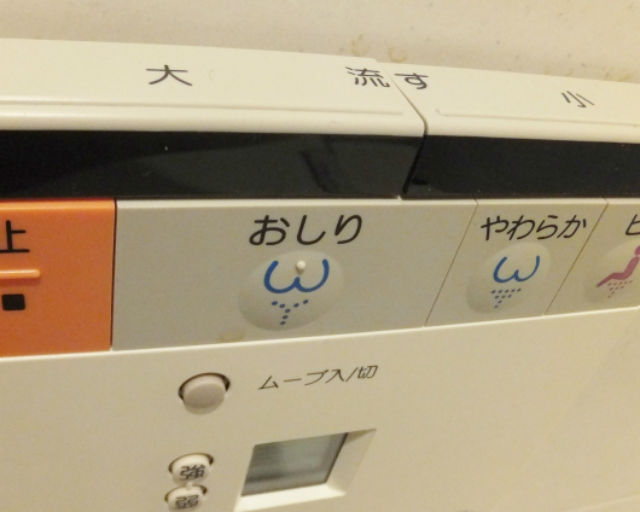 大 流す 小
上
おしり
やわらか
ビ
ムーブ入/切
強
弱